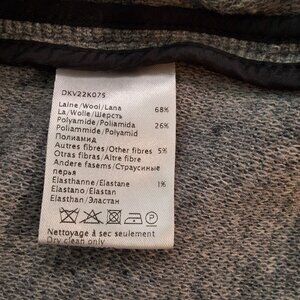 DKV22K075
Laine/Wool/Lana 68%
La/Wolle/Шерсть
Polyamide/Poliamida 26%
Poliammide/Polyamid
Полиамид
Autres fibres/Other fibres 5%
Otras fibras/Altre fibre
Andere fasern/Страусиные
перья
Elasthanne/Elastane 1%
Elastano/Elastan
Elasthan/Эластан
P
Nettoyage à sec seulement
Dry clean only